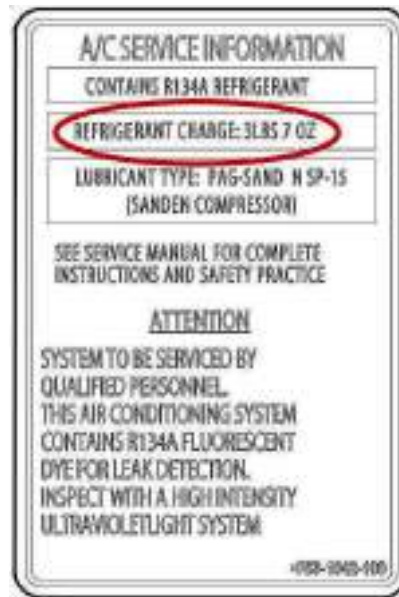 A/C SERVICE INFORMATION
CONTAINS R134A REFRIGERANT
REFRIGERANT CHARGE: 3LBS 7 OZ
LUBRICANT TYPE: PAG-SAND N SP-15
(SANDEN COMPRESSOR)
SEE SERVICE MANUAL FOR COMPLETE
INSTRUCTIONS AND SAFETY PRACTICE
ATTENTION
SYSTEM TO BE SERVICED BY
QUALIFIED PERSONNEL.
THIS AIR CONDITIONING SYSTEM
CONTAINS R134A FLUORESCENT
DYE FOR LEAK DETECTION.
INSPECT WITH A HIGH INTENSITY
ULTRAVIOLETLIGHT SYSTEM